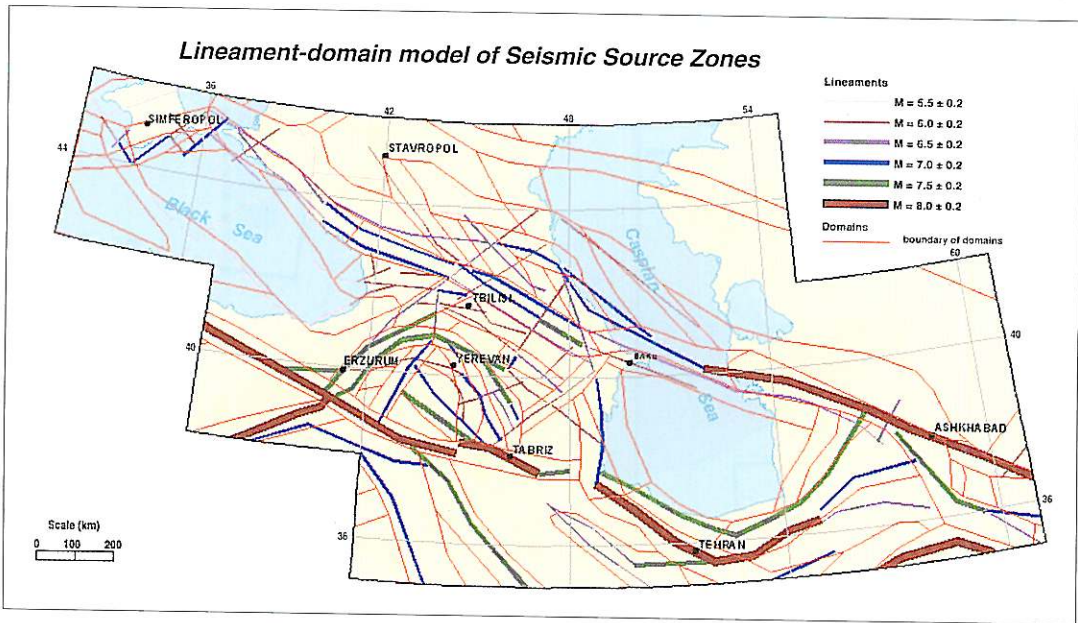 Lineament-domain model of Seismic Source Zones
Lineaments
M = 5.5 ± 0.2
M = 6.0 ± 0.2
M = 6.5 ± 0.2
M = 7.0 ± 0.2
M = 7.5 ± 0.2
M = 8.0 ± 0.2
Domains
boundary of domains
36
42
48
54
60
44
40
40
36
36
SIMFEROPOL
STAVROPOL
Black
Sea
Caspian
Sea
TBILISI
ERZURUM
YEREVAN
BAKU
TABRIZ
ASHKHABAD
TEHRAN
Scale (km)
0 100 200